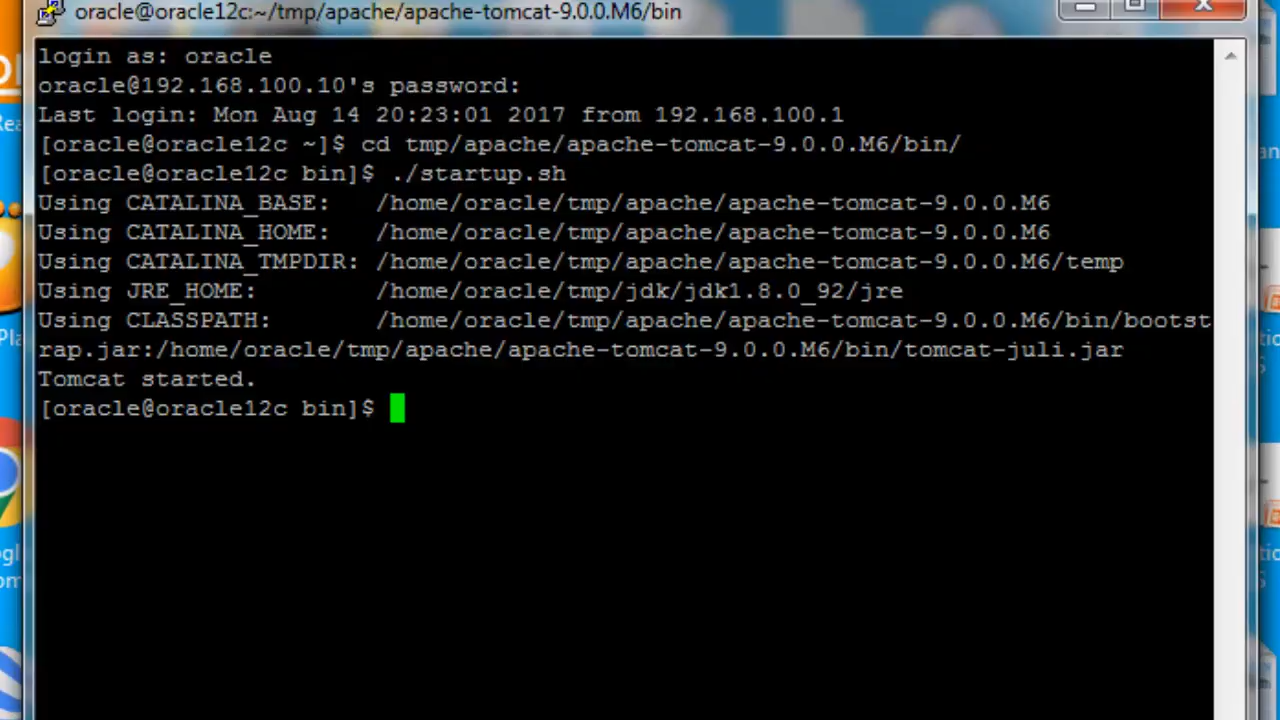 oracle@oracle12c:~/tmp/apache/apache-tomcat-9.0.0.M6/bin
login as: oracle
oracle@192.168.100.10's password:
Last login: Mon Aug 14 20:23:01 2017 from 192.168.100.1
[oracle@oracle12c ~]$ cd tmp/apache/apache-tomcat-9.0.0.M6/bin/
[oracle@oracle12c bin]$ ./startup.sh
Using CATALINA_BASE:   /home/oracle/tmp/apache/apache-tomcat-9.0.0.M6
Using CATALINA_HOME:   /home/oracle/tmp/apache/apache-tomcat-9.0.0.M6
Using CATALINA_TMPDIR: /home/oracle/tmp/apache/apache-tomcat-9.0.0.M6/temp
Using JRE_HOME:        /home/oracle/tmp/jdk/jdk1.8.0_92/jre
Using CLASSPATH:       /home/oracle/tmp/apache/apache-tomcat-9.0.0.M6/bin/bootst
rap.jar:/home/oracle/tmp/apache/apache-tomcat-9.0.0.M6/bin/tomcat-juli.jar
Tomcat started.
[oracle@oracle12c bin]$